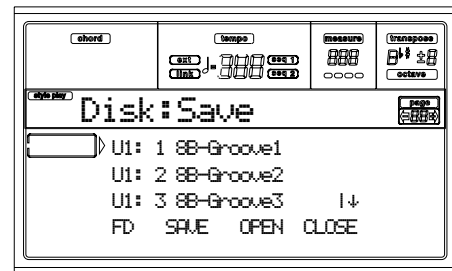 chord tempo measure transpose
ext seq 1
link seq 2
octave
style play page
Disk:Save
U1: 1 8B-Groove1
U1: 2 8B-Groove2
U1: 3 8B-Groove3
FD SAVE OPEN CLOSE